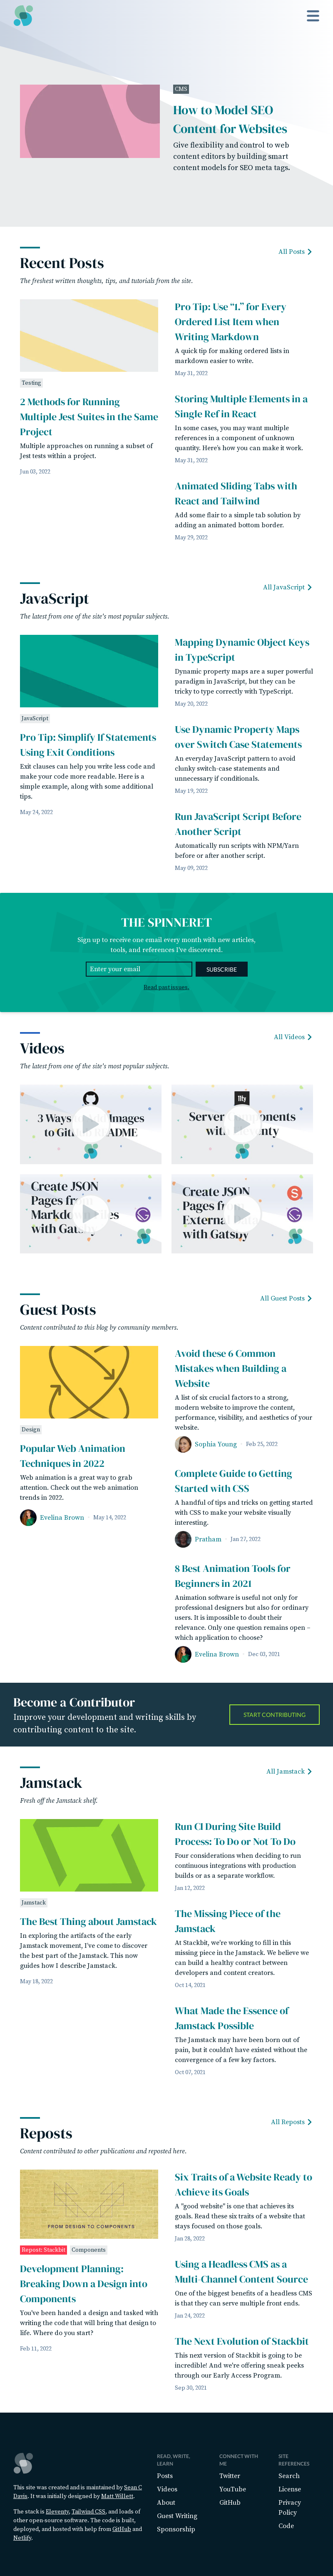 CMS
How to Model SEO
Content for Websites
Give flexibility and control to web
content editors by building smart
content models for SEO meta tags.
Recent Posts
All Posts
The freshest written thoughts, tips, and tutorials from the site.
Testing
2 Methods for Running
Multiple Jest Suites in the Same
Project
Multiple approaches on running a subset of
Jest tests within a project.
Jun 03, 2022
Pro Tip: Use “1.” for Every
Ordered List Item when
Writing Markdown
A quick tip for making ordered lists in
markdown easier to write.
May 31, 2022
Storing Multiple Elements in a
Single Ref in React
In some cases, you may want multiple
references in a component of unknown
quantity. Here's how you can make it work.
May 31, 2022
Animated Sliding Tabs with
React and Tailwind
Add some flair to a simple tab solution by
adding an animated bottom border.
May 29, 2022
JavaScript
All JavaScript
The latest from one of the site's most popular subjects.
JavaScript
Pro Tip: Simplify If Statements
Using Exit Conditions
Exit clauses can help you write less code and
make your code more readable. Here is a
simple example, along with some additional
tips.
May 24, 2022
Mapping Dynamic Object Keys
in TypeScript
Dynamic property maps are a super powerful
paradigm in JavaScript, but they can be
tricky to type correctly with TypeScript.
May 20, 2022
Use Dynamic Property Maps
over Switch Case Statements
An everyday JavaScript pattern to avoid
clunky switch-case statements and
unnecessary if conditionals.
May 19, 2022
Run JavaScript Script Before
Another Script
Automatically run scripts with NPM/Yarn
before or after another script.
May 09, 2022
THE SPINNERET
Sign up to receive one email every month with new articles,
tools, and references I've discovered.
Enter your email
SUBSCRIBE
Read past issues.
Videos
All Videos
The latest from one of the site's most popular subjects.
3 Ways
Images
to Git
ADME
11ty
Server
ponents
wit
nty
Create JSON
Pages fr
Markdo
es
with Gat
Create JSON
Pages f
Externa
with Gatsby
Guest Posts
All Guest Posts
Content contributed to this blog by community members.
Design
Popular Web Animation
Techniques in 2022
Web animation is a great way to grab
attention. Check out the web animation
trends in 2022.
Evelina Brown · May 14, 2022
Avoid these 6 Common
Mistakes when Building a
Website
A list of six crucial factors to a strong,
modern website to improve the content,
performance, visibility, and aesthetics of your
website.
Sophia Young · Feb 25, 2022
Complete Guide to Getting
Started with CSS
A handful of tips and tricks on getting started
with CSS to make your website visually
interesting.
Pratham · Jan 27, 2022
8 Best Animation Tools for
Beginners in 2021
Animation software is useful not only for
professional designers but also for ordinary
users. It is impossible to doubt their
relevance. Only one question remains open –
which application to choose?
Evelina Brown · Dec 03, 2021
Become a Contributor
Improve your development and writing skills by
contributing content to the site.
START CONTRIBUTING
Jamstack
All Jamstack
Fresh off the Jamstack shelf.
Jamstack
The Best Thing about Jamstack
In exploring the artifacts of the early
Jamstack movement, I've come to discover
the best part of the Jamstack. This now
guides how I describe Jamstack.
May 18, 2022
Run CI During Site Build
Process: To Do or Not To Do
Four considerations when deciding to run
continuous integrations with production
builds or as a separate workflow.
Jan 12, 2022
The Missing Piece of the
Jamstack
At Stackbit, we're working to fill in this
missing piece in the Jamstack. We believe we
can build a healthy contract between
developers and content creators.
Oct 14, 2021
What Made the Essence of
Jamstack Possible
The Jamstack may have been born out of
pain, but it couldn't have existed without the
convergence of a few key factors.
Oct 07, 2021
Reposts
All Reposts
Content contributed to other publications and reposted here.
FROM DESIGN TO COMPONENTS
Repost: Stackbit
Components
Development Planning:
Breaking Down a Design into
Components
You've been handed a design and tasked with
writing the code that will bring that design to
life. Where do you start?
Feb 11, 2022
Six Traits of a Website Ready to
Achieve its Goals
A "good website" is one that achieves its
goals. Read these six traits of a website that
stays focused on those goals.
Jan 28, 2022
Using a Headless CMS as a
Multi-Channel Content Source
One of the biggest benefits of a headless CMS
is that they can serve multiple front ends.
Jan 24, 2022
The Next Evolution of Stackbit
This next version of Stackbit is going to be
incredible! And we're offering sneak peeks
through our Early Access Program.
Sep 30, 2021
This site was created and is maintained by Sean C
Davis. It was initially designed by Matt Willett.
The stack is Eleventy, Tailwind CSS, and loads of
other open source software. The code is built,
deployed, and hosted with help from GitHub and
Netlify.
READ, WRITE,
LEARN
Posts
Videos
About
Guest Writing
Sponsorship
CONNECT WITH
ME
Twitter
YouTube
GitHub
SITE
REFERENCES
Search
License
Privacy
Policy
Code